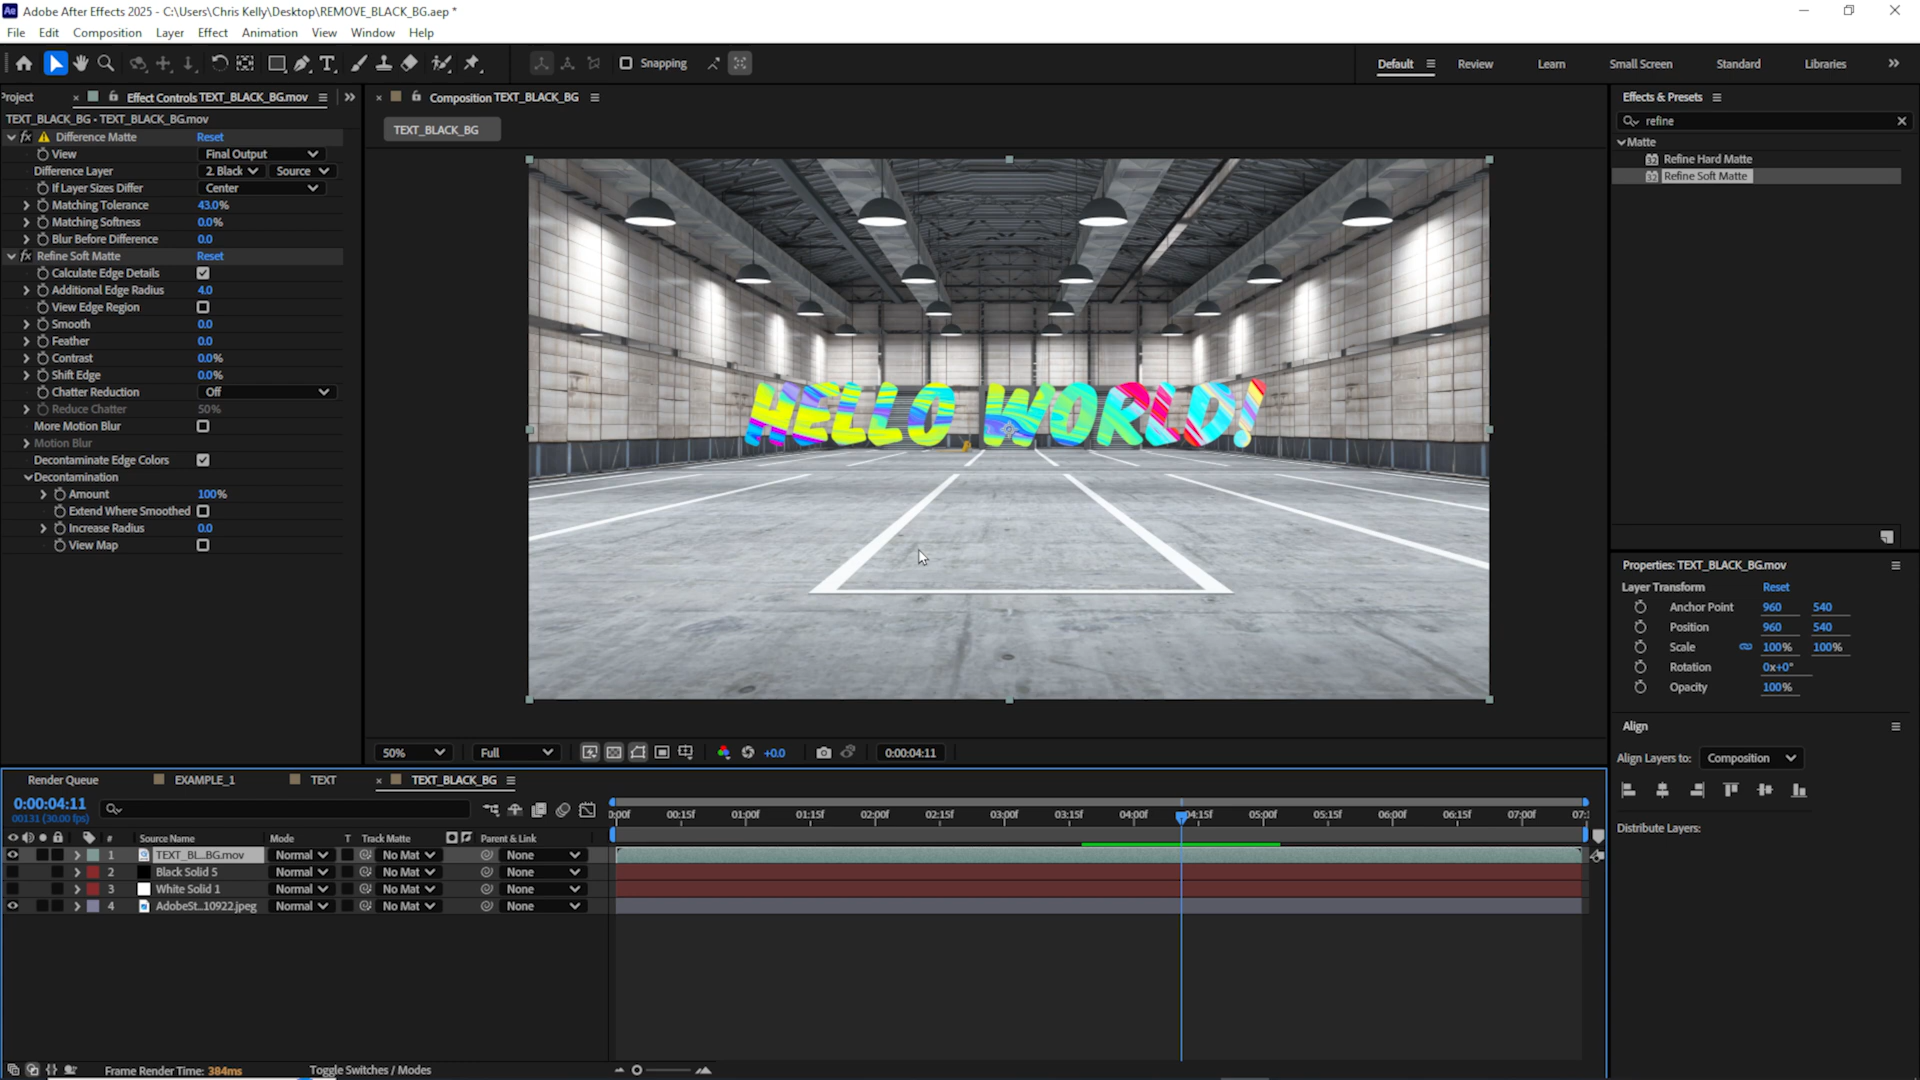 Adobe After Effects 2025 - C:\Users\Chris Kelly\Desktop\REMOVE_BLACK_BG.aep *
File Edit Composition Layer Effect Animation View Window Help
Snapping
Default Review Learn Small Screen Standard Libraries
Project Effect Controls TEXT_BLACK_BG.mov
TEXT_BLACK_BG • TEXT_BLACK_BG.mov
Difference Matte Reset
View Final Output
Difference Layer 2. Black Source
If Layer Sizes Differ Center
Matching Tolerance 43.0%
Matching Softness 0.0%
Blur Before Difference 0.0
Refine Soft Matte Reset
Calculate Edge Details
Additional Edge Radius 4.0
View Edge Region
Smooth 0.0
Feather 0.0
Contrast 0.0%
Shift Edge 0.0%
Chatter Reduction Off
Reduce Chatter 50%
More Motion Blur
Motion Blur
Decontaminate Edge Colors
Decontamination
Amount 100%
Extend Where Smoothed
Increase Radius 0.0
View Map
Composition TEXT_BLACK_BG
TEXT_BLACK_BG
HELLO WORLD!
50% Full +0.0 0:00:04:11
Effects & Presets
refine
Matte
Refine Hard Matte
Refine Soft Matte
Properties: TEXT_BLACK_BG.mov
Layer Transform Reset
Anchor Point 960 540
Position 960 540
Scale 100% 100%
Rotation 0x+0°
Opacity 100%
Align
Align Layers to: Composition
Distribute Layers:
Render Queue EXAMPLE_1 TEXT TEXT_BLACK_BG
0:00:04:11
00131 (30.00 fps)
:00f 00:15f 01:00f 01:15f 02:00f 02:15f 03:00f 03:15f 04:00f 04:15f 05:00f 05:15f 06:00f 06:15f 07:00f 07:
# Source Name Mode T Track Matte Parent & Link
1 TEXT_BL...BG.mov Normal No Mat None
2 Black Solid 5 Normal No Mat None
3 White Solid 1 Normal No Mat None
4 AdobeSt...10922.jpeg Normal No Mat None
Frame Render Time: 384ms Toggle Switches / Modes